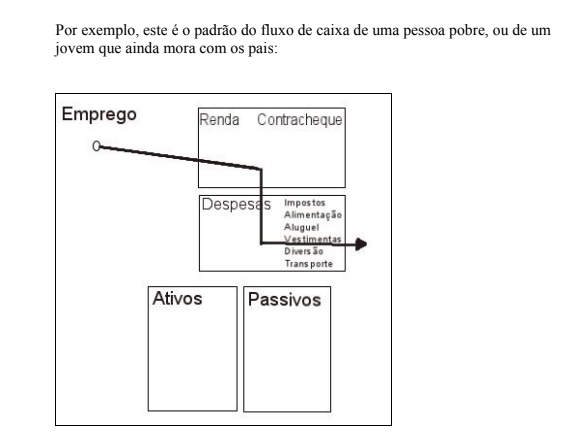 Por exemplo, este é o padrão do fluxo de caixa de uma pessoa pobre, ou de um
jovem que ainda mora com os pais:
Emprego
Renda Contracheque
Despesas
Impostos
Alimentação
Aluguel
Vestimentas
Diversão
Transporte
Ativos
Passivos